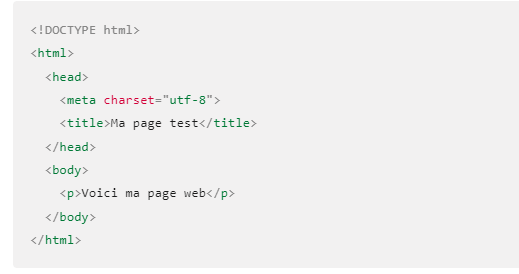 <!DOCTYPE html>
<html>
  <head>
    <meta charset="utf-8">
    <title>Ma page test</title>
  </head>
  <body>
    <p>Voici ma page web</p>
  </body>
</html>